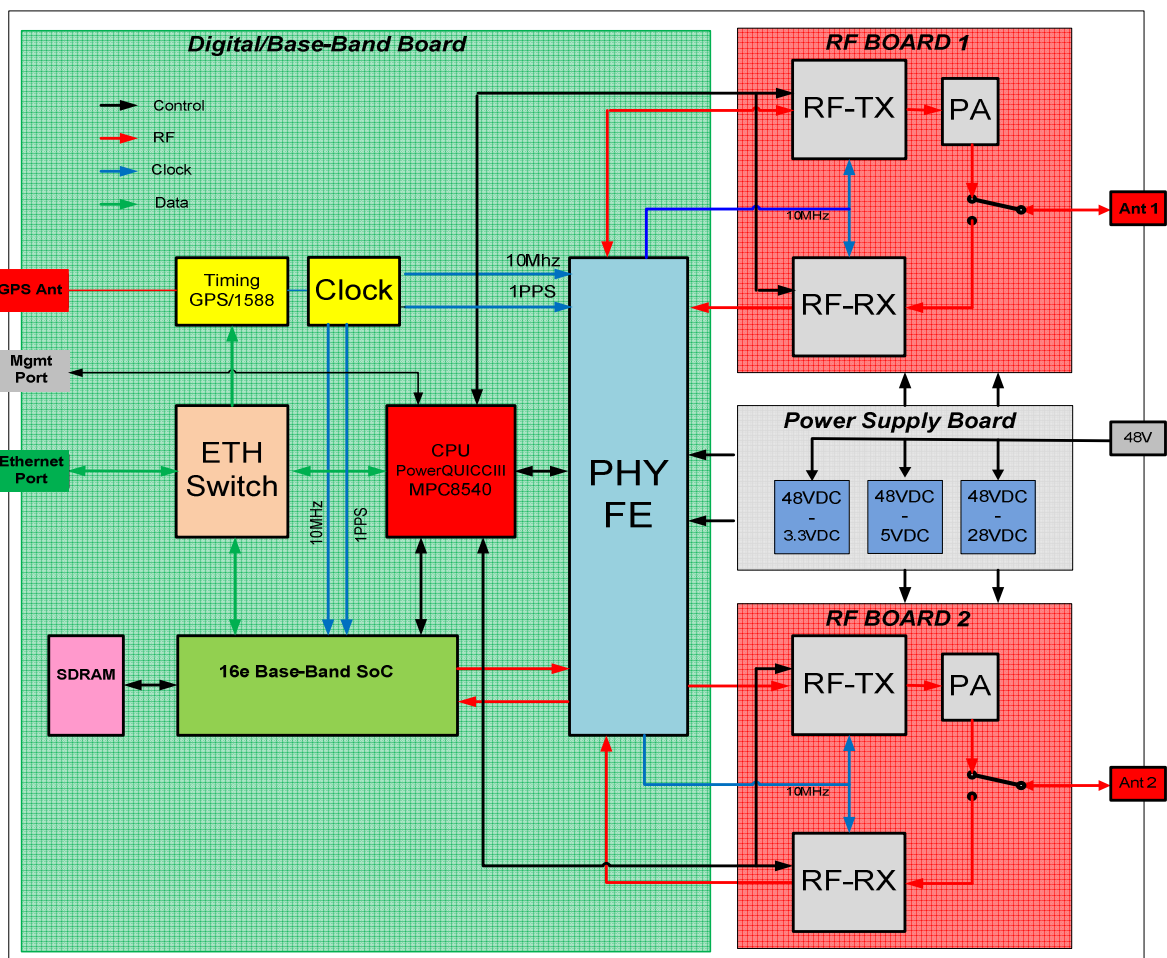 Digital/Base-Band Board
Control
RF
Clock
Data
GPS Ant
Timing
GPS/1588
Clock
10Mhz
1PPS
Mgmt
Port
Ethernet
Port
ETH
Switch
10MHz
1PPS
CPU
PowerQUICCIII
MPC8540
PHY
FE
SDRAM
16e Base-Band SoC
RF BOARD 1
RF-TX
PA
10MHz
RF-RX
Ant 1
Power Supply Board
48V
48VDC
-
3.3VDC
48VDC
-
5VDC
48VDC
-
28VDC
RF BOARD 2
RF-TX
PA
10MHz
RF-RX
Ant 2